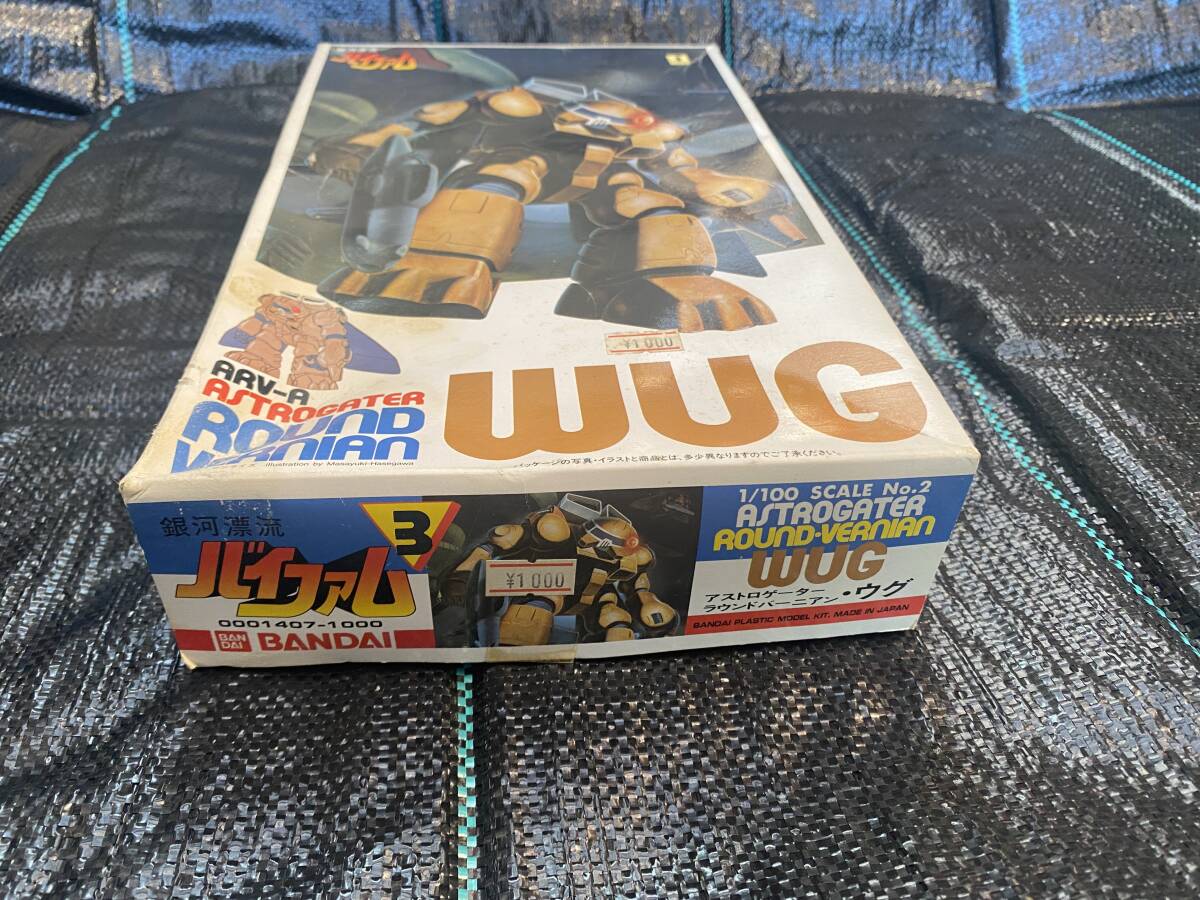 バイファム
¥1000
WUG
ARV-A
ASTROGATER
ROUND
VERNIAN
Illustration by Masayuki·Hasegawa
パッケージの写真・イラストと商品とは、多少異なりますのでご了承ください。
銀河漂流
バイファム
3
0001407-1000
BAN
DAI
BANDAI
¥1000
1/100 SCALE No.2
ASTROGATER
ROUND·VERNIAN
WUG
アストロゲーター
ラウンドバーニアン・ウグ
BANDAI PLASTIC MODEL KIT. MADE IN JAPAN